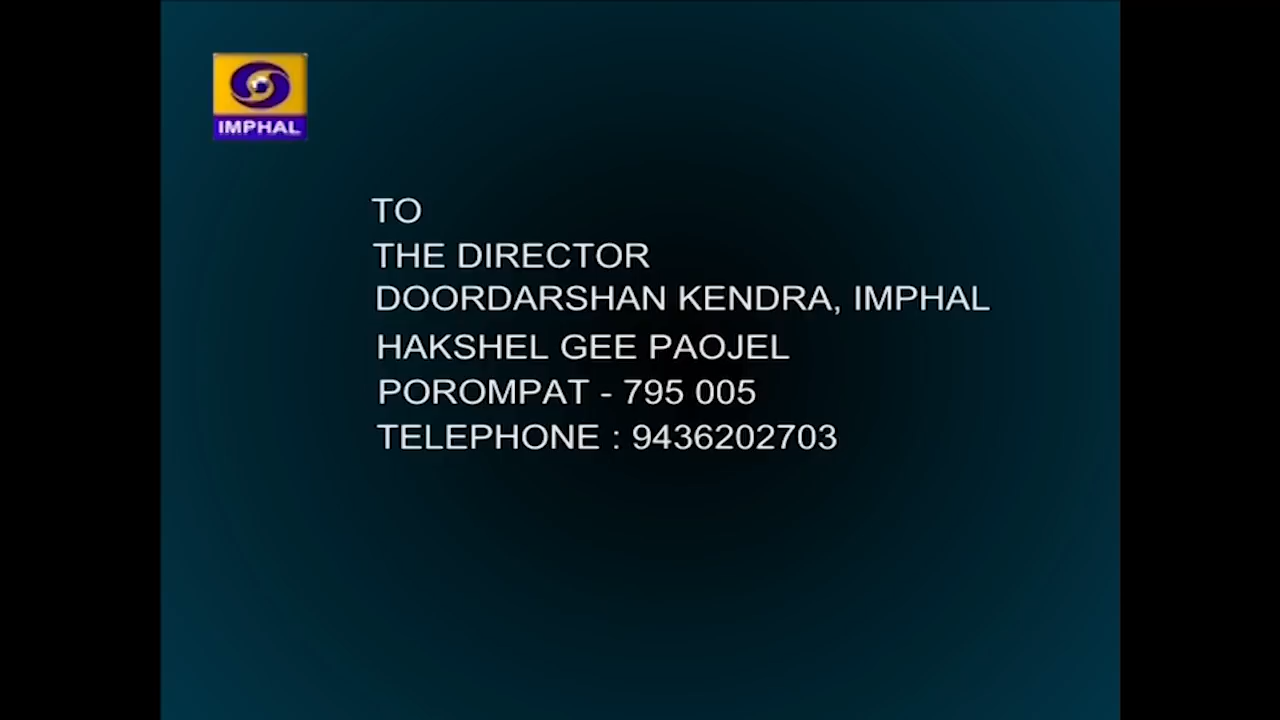 IMPHAL
TO
THE DIRECTOR
DOORDARSHAN KENDRA, IMPHAL
HAKSHEL GEE PAOJEL
POROMPAT - 795 005
TELEPHONE : 9436202703